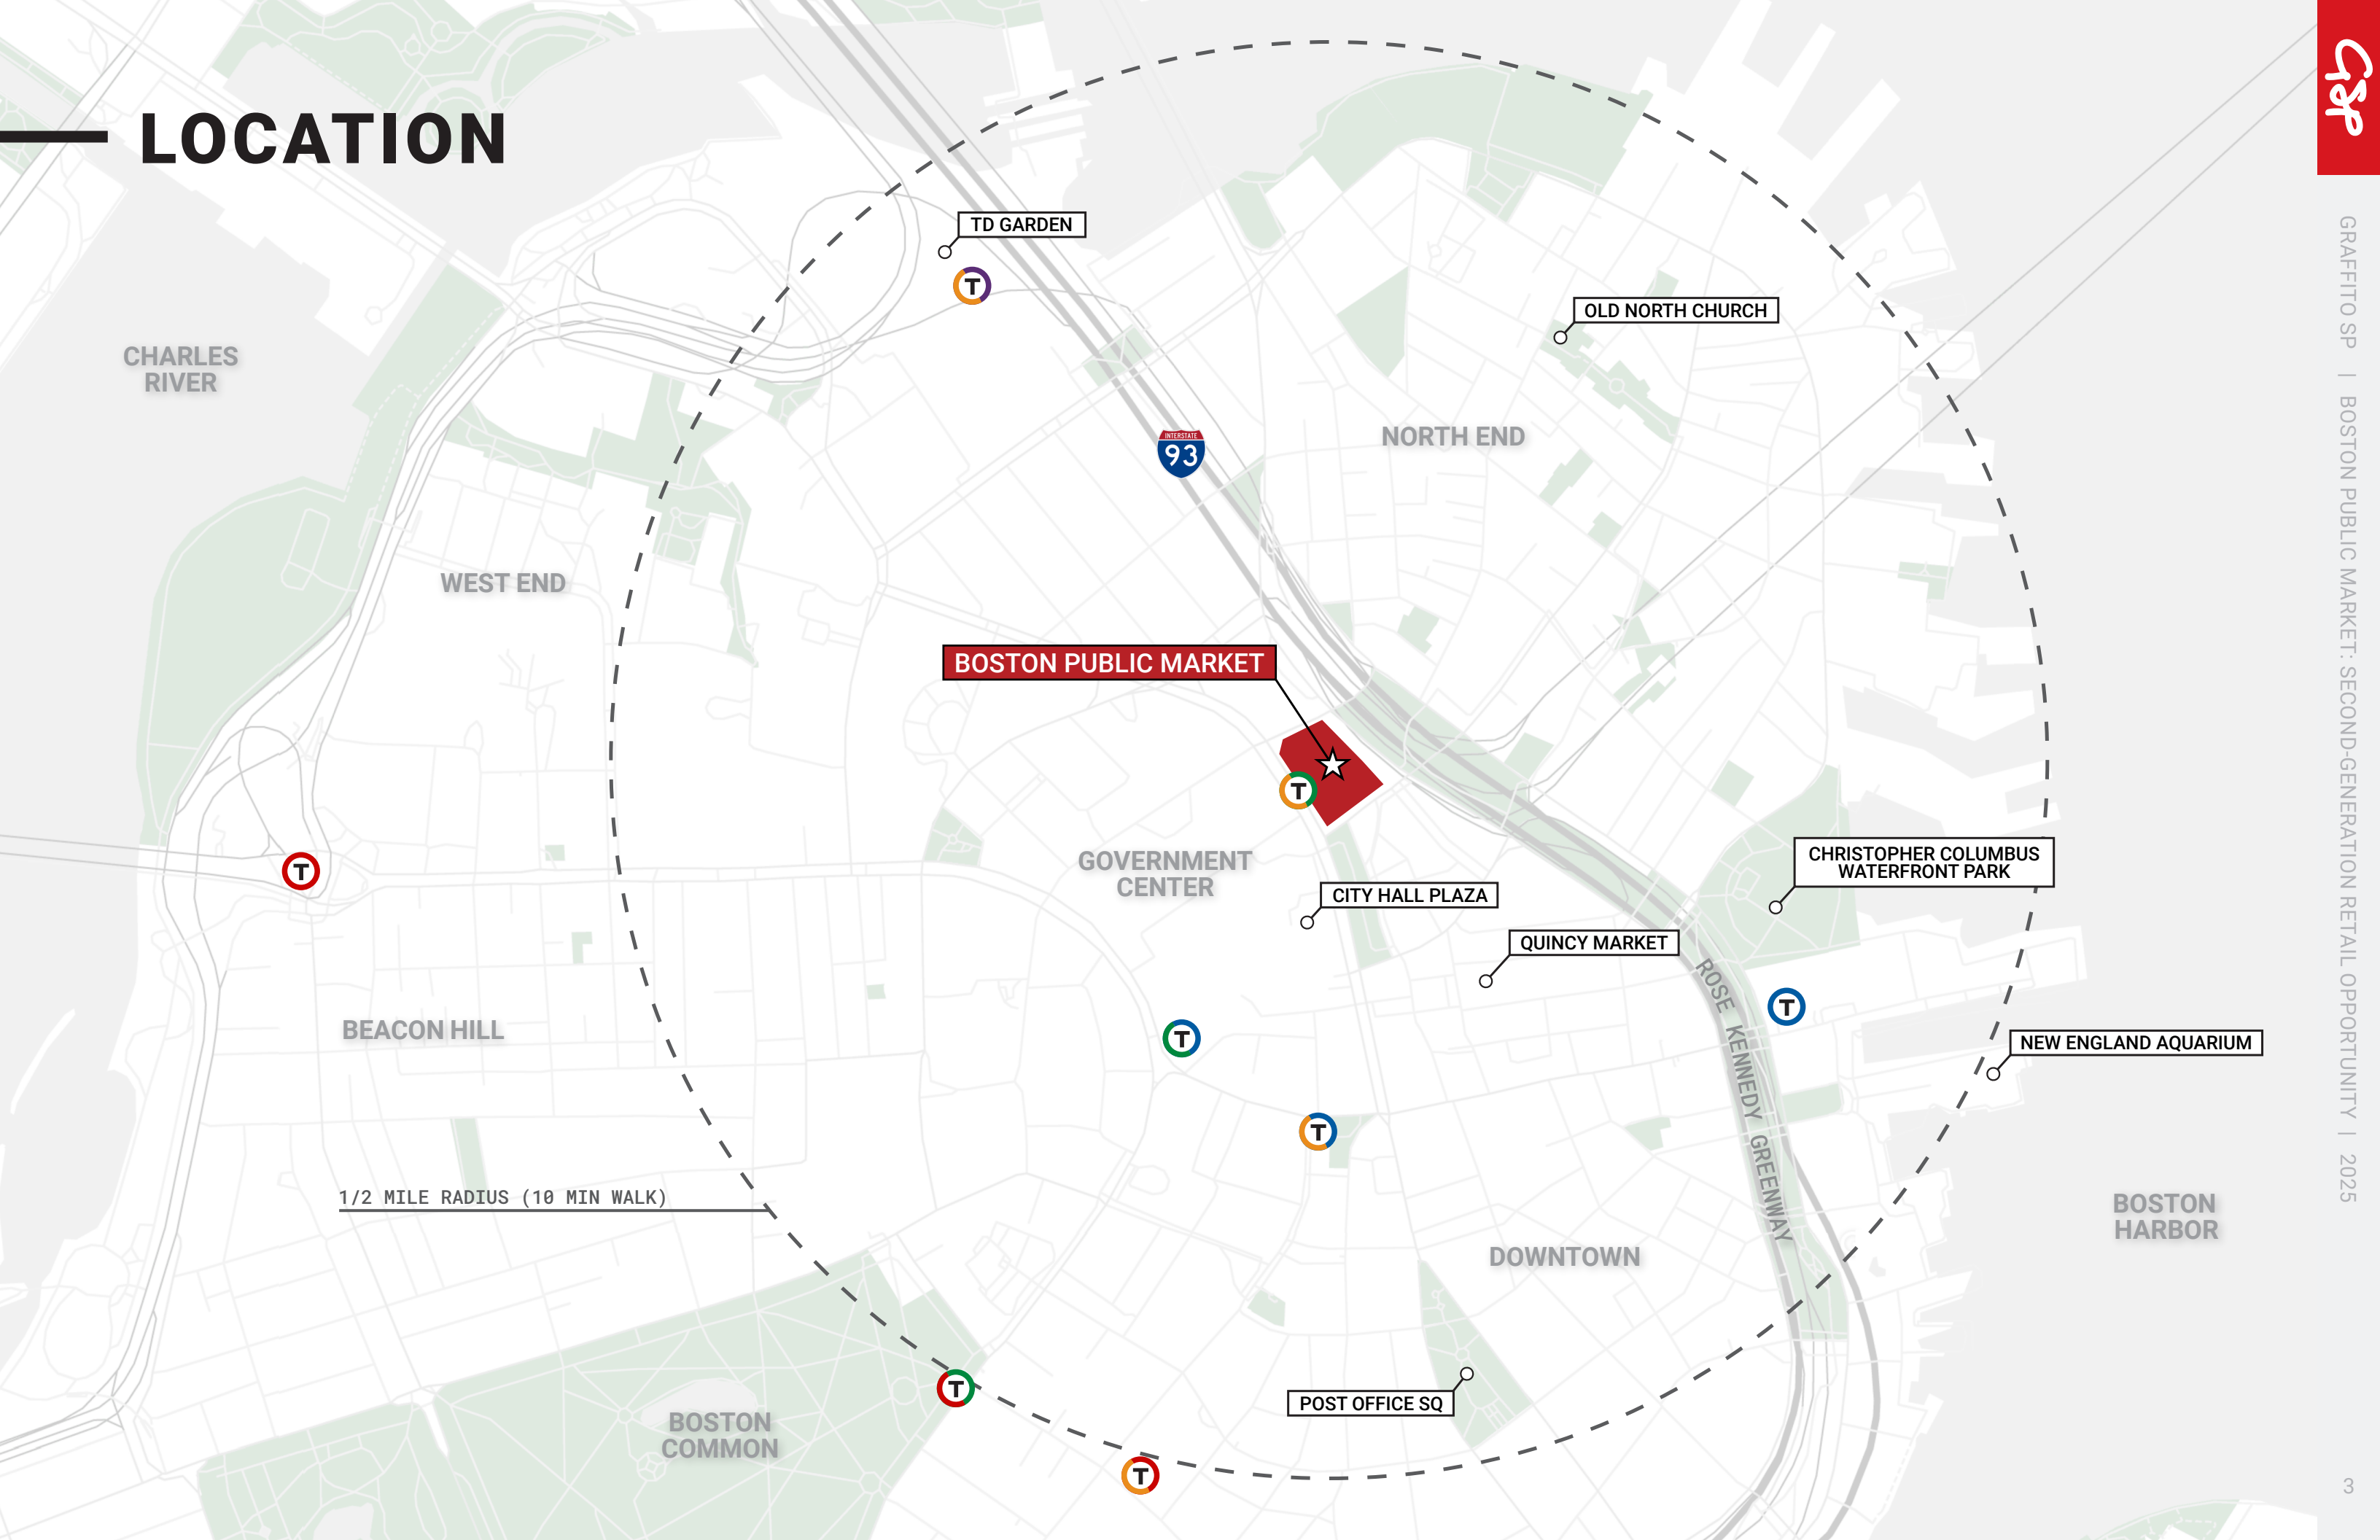 LOCATION
TD GARDEN
T
OLD NORTH CHURCH
CHARLES
RIVER
NORTH END
INTERSTATE
93
WEST END
BOSTON PUBLIC MARKET
T
T
GOVERNMENT
CENTER
CHRISTOPHER COLUMBUS
WATERFRONT PARK
CITY HALL PLAZA
QUINCY MARKET
ROSE KENNEDY GREENWAY
T
BEACON HILL
T
NEW ENGLAND AQUARIUM
T
1/2 MILE RADIUS (10 MIN WALK)
BOSTON
HARBOR
DOWNTOWN
T
POST OFFICE SQ
BOSTON
COMMON
T
GSP
GRAFFITO SP | BOSTON PUBLIC MARKET: SECOND-GENERATION RETAIL OPPORTUNITY | 2025
3